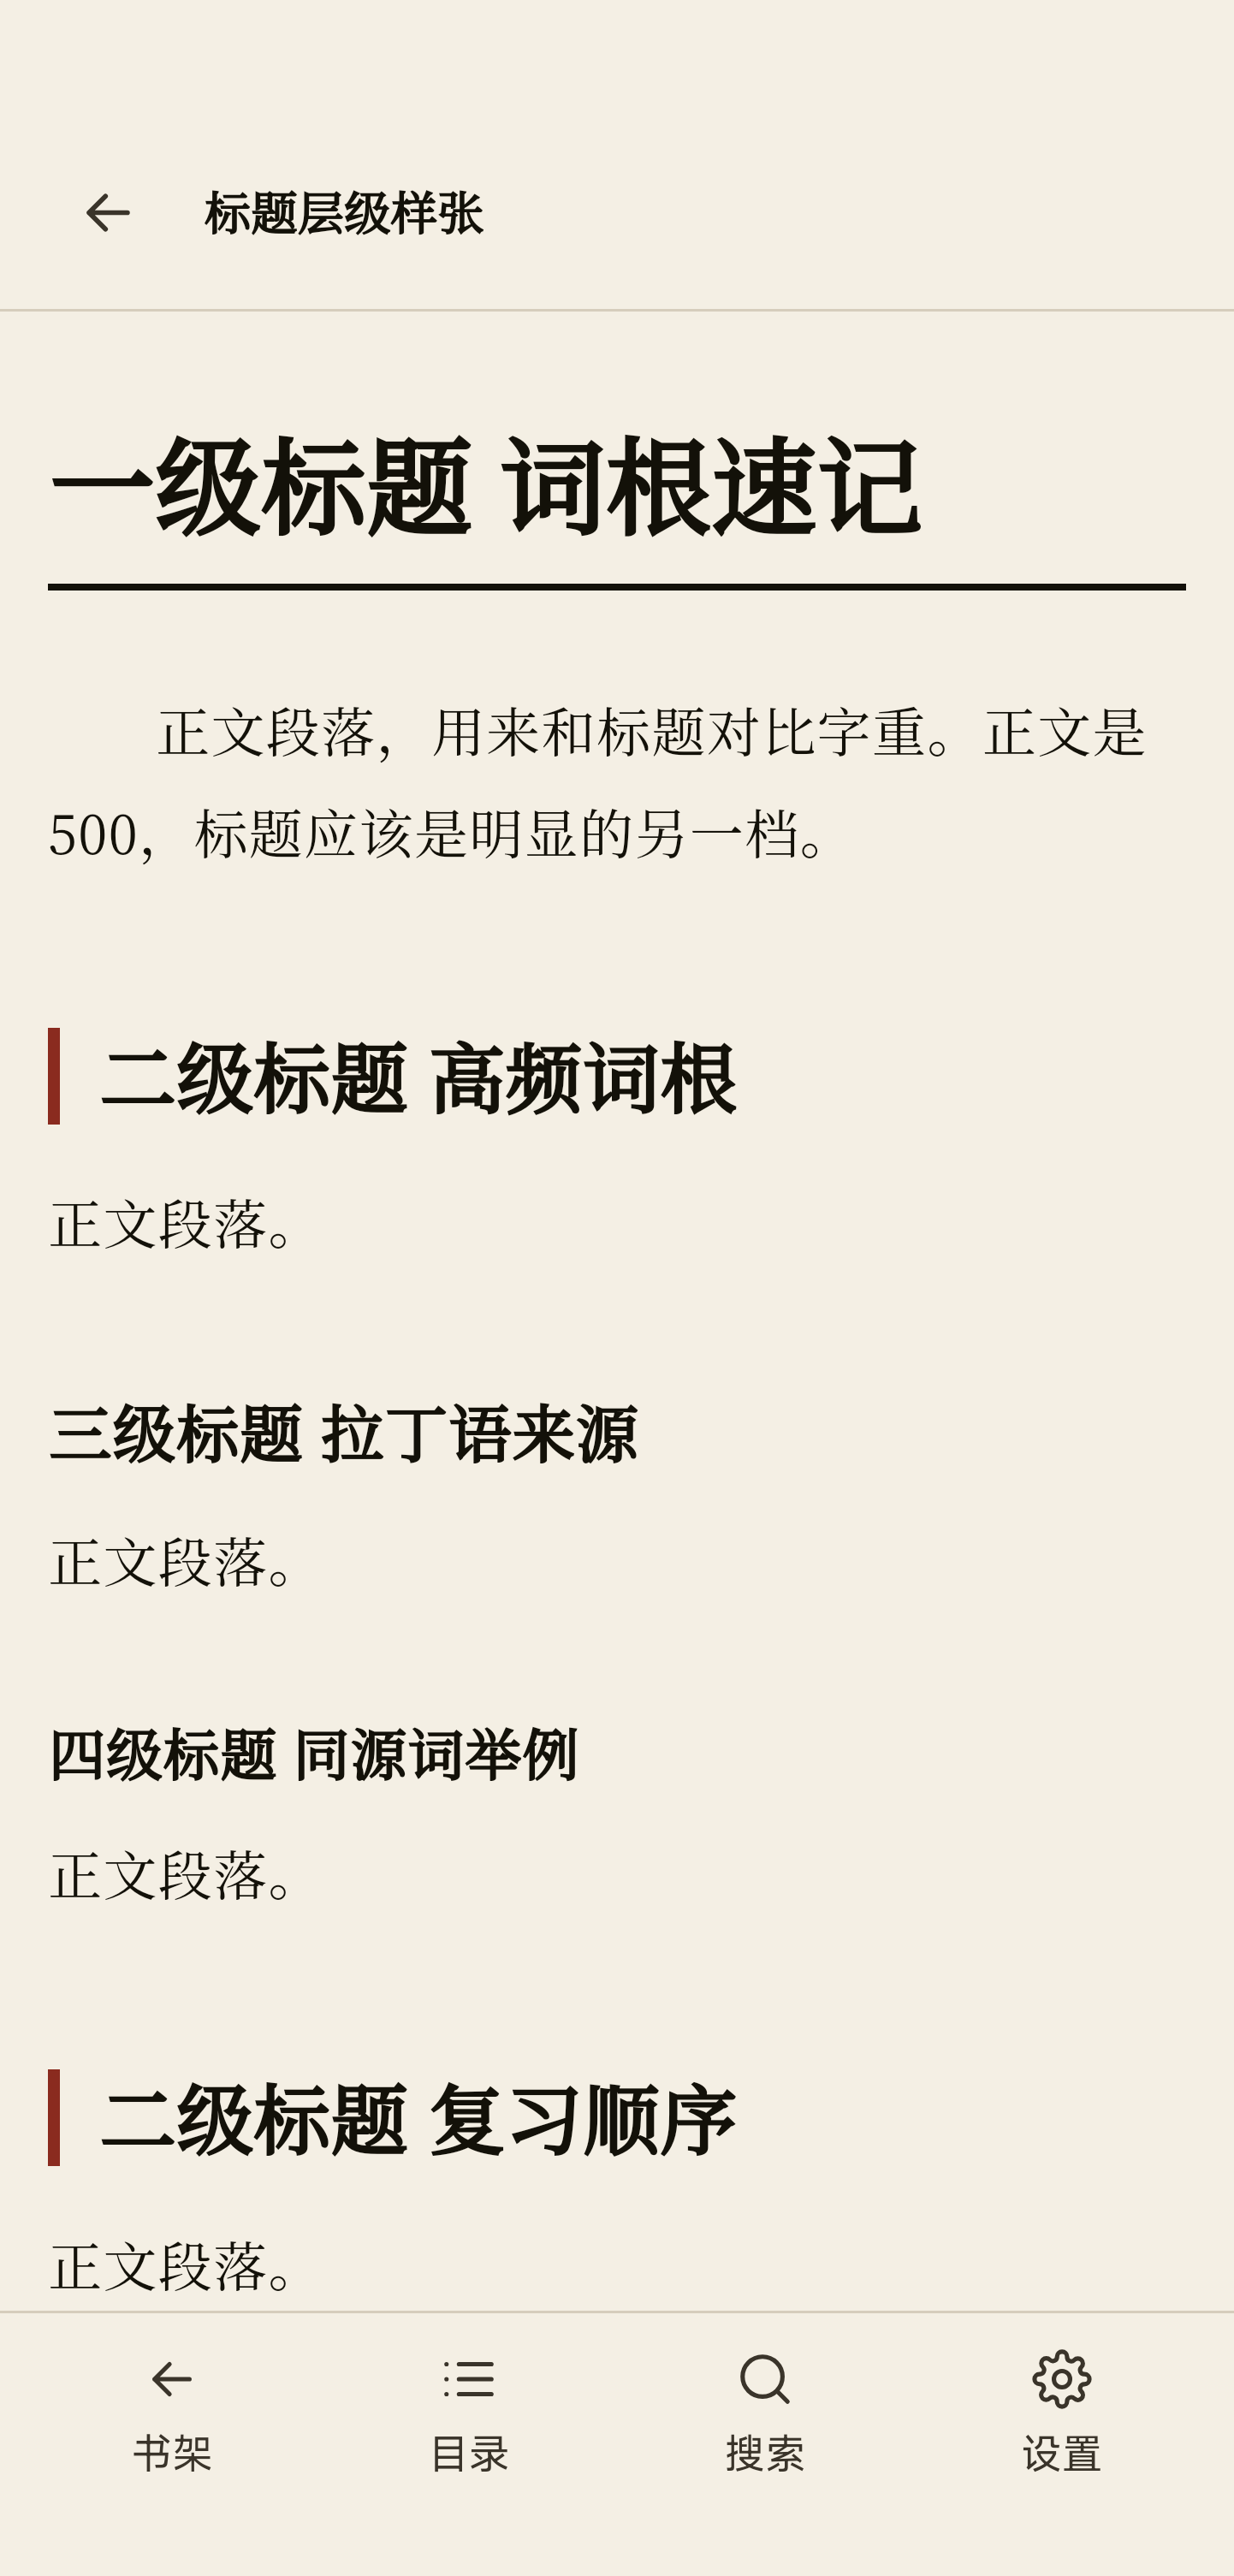 标题层级样张
一级标题 词根速记
正文段落，用来和标题对比字重。正文是
500，标题应该是明显的另一档。
二级标题 高频词根
正文段落。
三级标题 拉丁语来源
正文段落。
四级标题 同源词举例
正文段落。
二级标题 复习顺序
正文段落。
书架 目录 搜索 设置